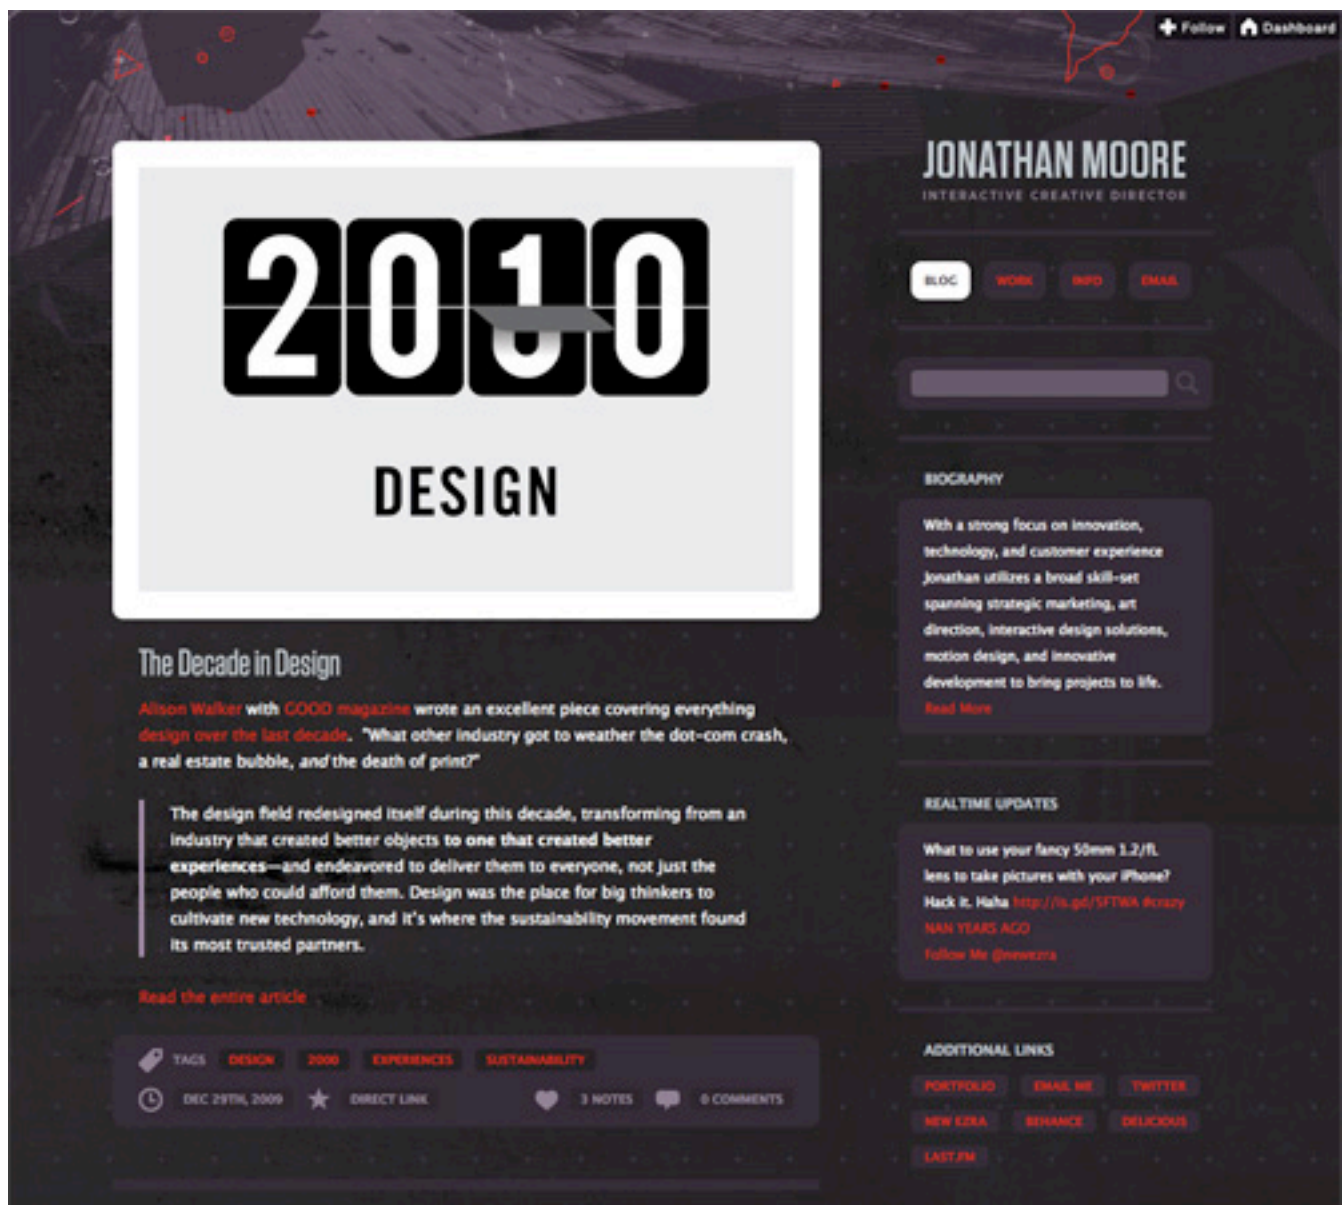 Follow Dashboard
2010
DESIGN
The Decade in Design
Alison Walker with GOOD magazine wrote an excellent piece covering everything
design over the last decade. "What other industry got to weather the dot-com crash,
a real estate bubble, and the death of print?"
The design field redesigned itself during this decade, transforming from an
industry that created better objects to one that created better
experiences—and endeavored to deliver them to everyone, not just the
people who could afford them. Design was the place for big thinkers to
cultivate new technology, and it's where the sustainability movement found
its most trusted partners.
Read the entire article
TAGS DESIGN 2000 EXPERIENCES SUSTAINABILITY
DEC 29TH, 2009 DIRECT LINK 3 NOTES 0 COMMENTS
JONATHAN MOORE
INTERACTIVE CREATIVE DIRECTOR
BLOG WORK INFO EMAIL
BIOGRAPHY
With a strong focus on innovation,
technology, and customer experience
Jonathan utilizes a broad skill-set
spanning strategic marketing, art
direction, interactive design solutions,
motion design, and innovative
development to bring projects to life.
Read More
REALTIME UPDATES
What to use your fancy 50mm 1.2/fL
lens to take pictures with your iPhone?
Hack it. Haha http://is.gd/5FTWA #crazy
NAN YEARS AGO
Follow Me @newezra
ADDITIONAL LINKS
PORTFOLIO EMAIL ME TWITTER
NEW EZRA BEHANCE DELICIOUS
LAST.FM